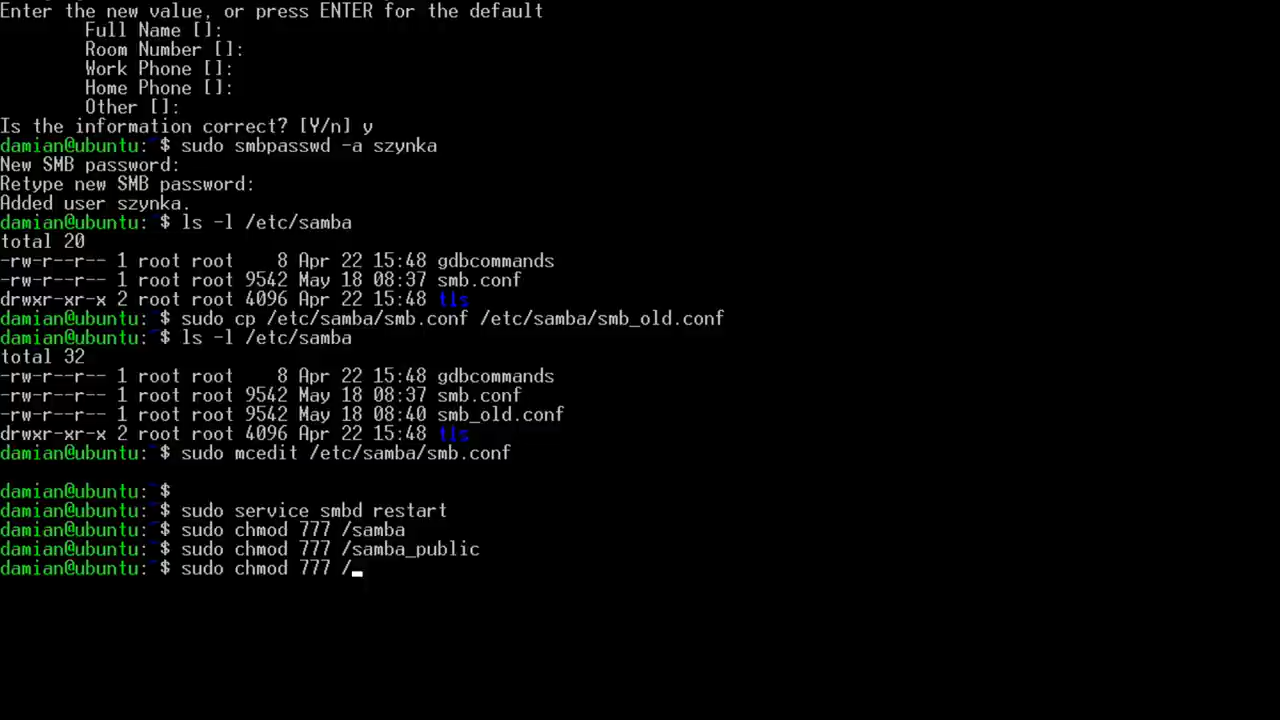 Enter the new value, or press ENTER for the default
Full Name []:
Room Number []:
Work Phone []:
Home Phone []:
Other []:
Is the information correct? [Y/n] y
damian@ubuntu:~$ sudo smbpasswd -a szynka
New SMB password:
Retype new SMB password:
Added user szynka.
damian@ubuntu:~$ ls -l /etc/samba
total 20
-rw-r--r-- 1 root root    8 Apr 22 15:48 gdbcommands
-rw-r--r-- 1 root root 9542 May 18 08:37 smb.conf
drwxr-xr-x 2 root root 4096 Apr 22 15:48 tls
damian@ubuntu:~$ sudo cp /etc/samba/smb.conf /etc/samba/smb_old.conf
damian@ubuntu:~$ ls -l /etc/samba
total 32
-rw-r--r-- 1 root root    8 Apr 22 15:48 gdbcommands
-rw-r--r-- 1 root root 9542 May 18 08:37 smb.conf
-rw-r--r-- 1 root root 9542 May 18 08:40 smb_old.conf
drwxr-xr-x 2 root root 4096 Apr 22 15:48 tls
damian@ubuntu:~$ sudo mcedit /etc/samba/smb.conf
damian@ubuntu:~$
damian@ubuntu:~$ sudo service smbd restart
damian@ubuntu:~$ sudo chmod 777 /samba
damian@ubuntu:~$ sudo chmod 777 /samba_public
damian@ubuntu:~$ sudo chmod 777 /